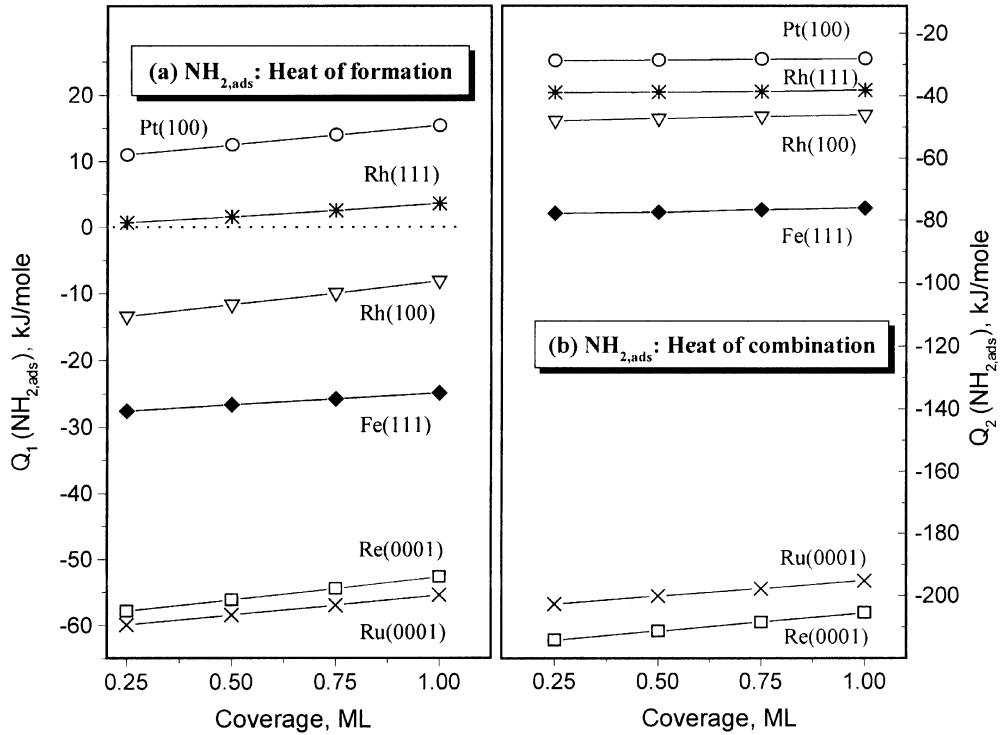 (a) NH2,ads: Heat of formation
20
10
0
-10
-20
-30
-40
-50
-60
Q1 (NH2,ads), kJ/mole
Pt(100)
Rh(111)
Rh(100)
Fe(111)
Re(0001)
Ru(0001)
0.25 0.50 0.75 1.00
Coverage, ML
Pt(100)
Rh(111)
Rh(100)
Fe(111)
(b) NH2,ads: Heat of combination
Ru(0001)
Re(0001)
-20
-40
-60
-80
-100
-120
-140
-160
-180
-200
Q2 (NH2,ads), kJ/mole
0.25 0.50 0.75 1.00
Coverage, ML